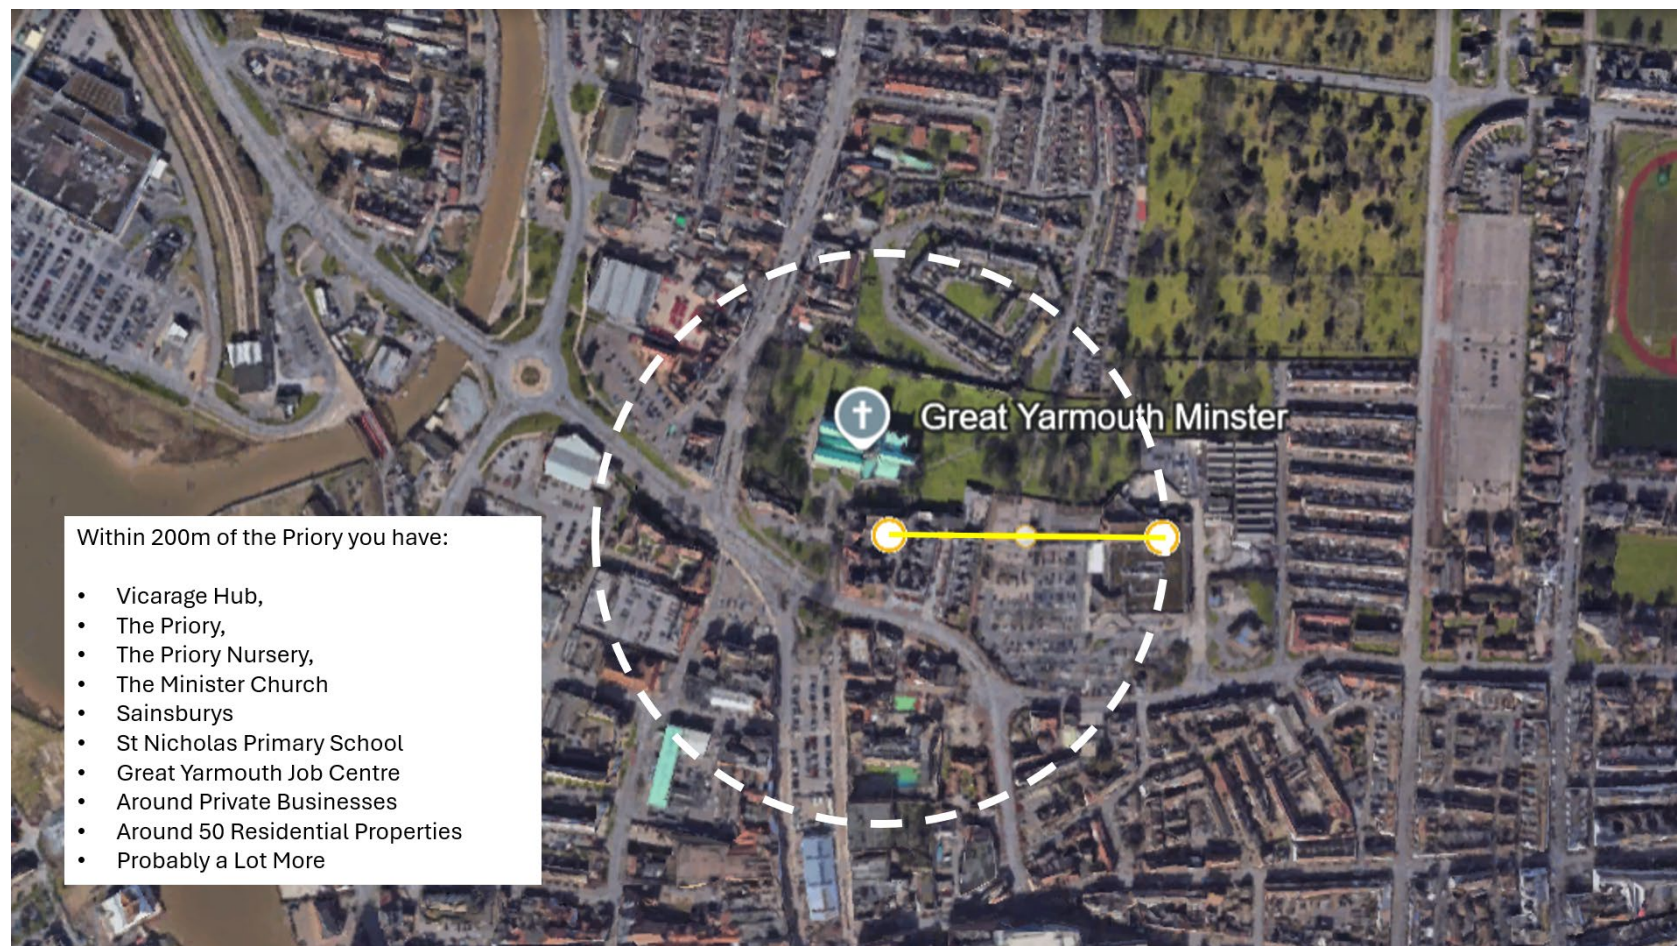 Great Yarmouth Minster
Within 200m of the Priory you have:
• Vicarage Hub,
• The Priory,
• The Priory Nursery,
• The Minister Church
• Sainsburys
• St Nicholas Primary School
• Great Yarmouth Job Centre
• Around Private Businesses
• Around 50 Residential Properties
• Probably a Lot More